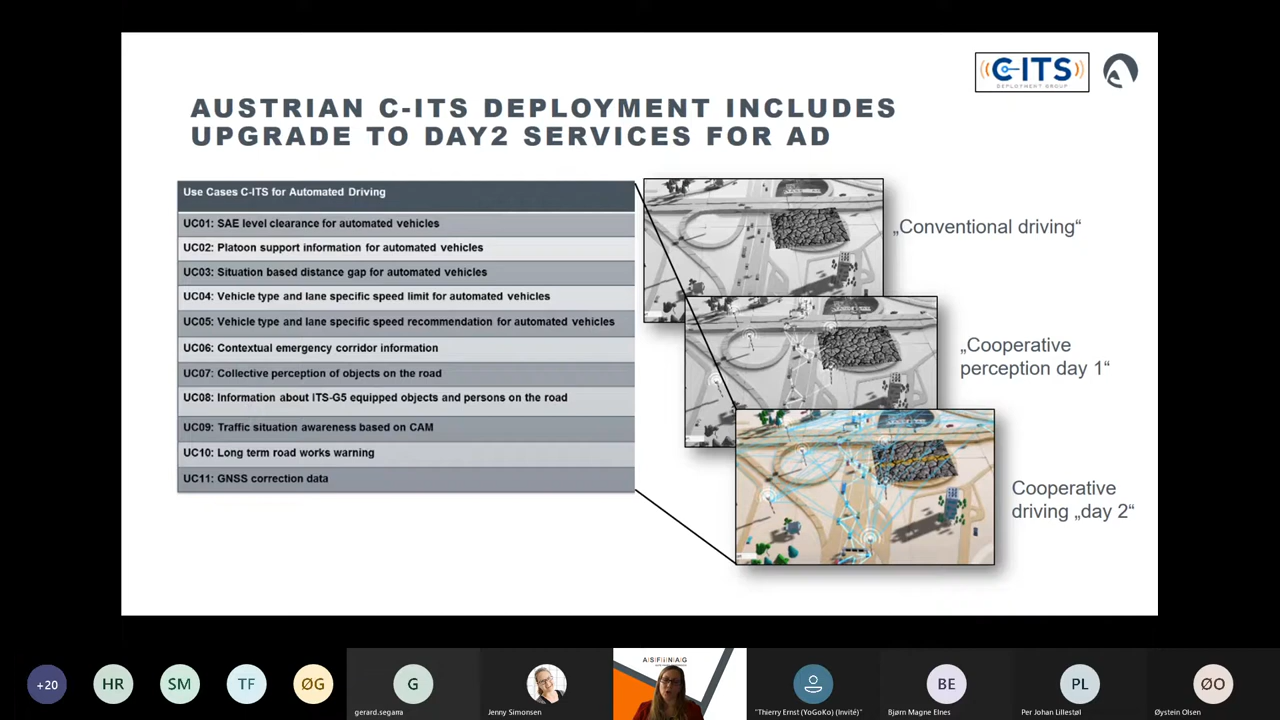 C-ITS
DEPLOYMENT GROUP
AUSTRIAN C-ITS DEPLOYMENT INCLUDES
UPGRADE TO DAY2 SERVICES FOR AD
Use Cases C-ITS for Automated Driving
UC01: SAE level clearance for automated vehicles
UC02: Platoon support information for automated vehicles
UC03: Situation based distance gap for automated vehicles
UC04: Vehicle type and lane specific speed limit for automated vehicles
UC05: Vehicle type and lane specific speed recommendation for automated vehicles
UC06: Contextual emergency corridor information
UC07: Collective perception of objects on the road
UC08: Information about ITS-G5 equipped objects and persons on the road
UC09: Traffic situation awareness based on CAM
UC10: Long term road works warning
UC11: GNSS correction data
„Conventional driving“
„Cooperative
perception day 1“
Cooperative
driving „day 2“
+20
HR
SM
TF
ØG
G
gerard.segarra
Jenny Simonsen
ASFiNAG
"Thierry Ernst (YoGoKo) (Invité)"
BE
Bjørn Magne Elnes
PL
Per Johan Lillestøl
ØO
Øystein Olsen